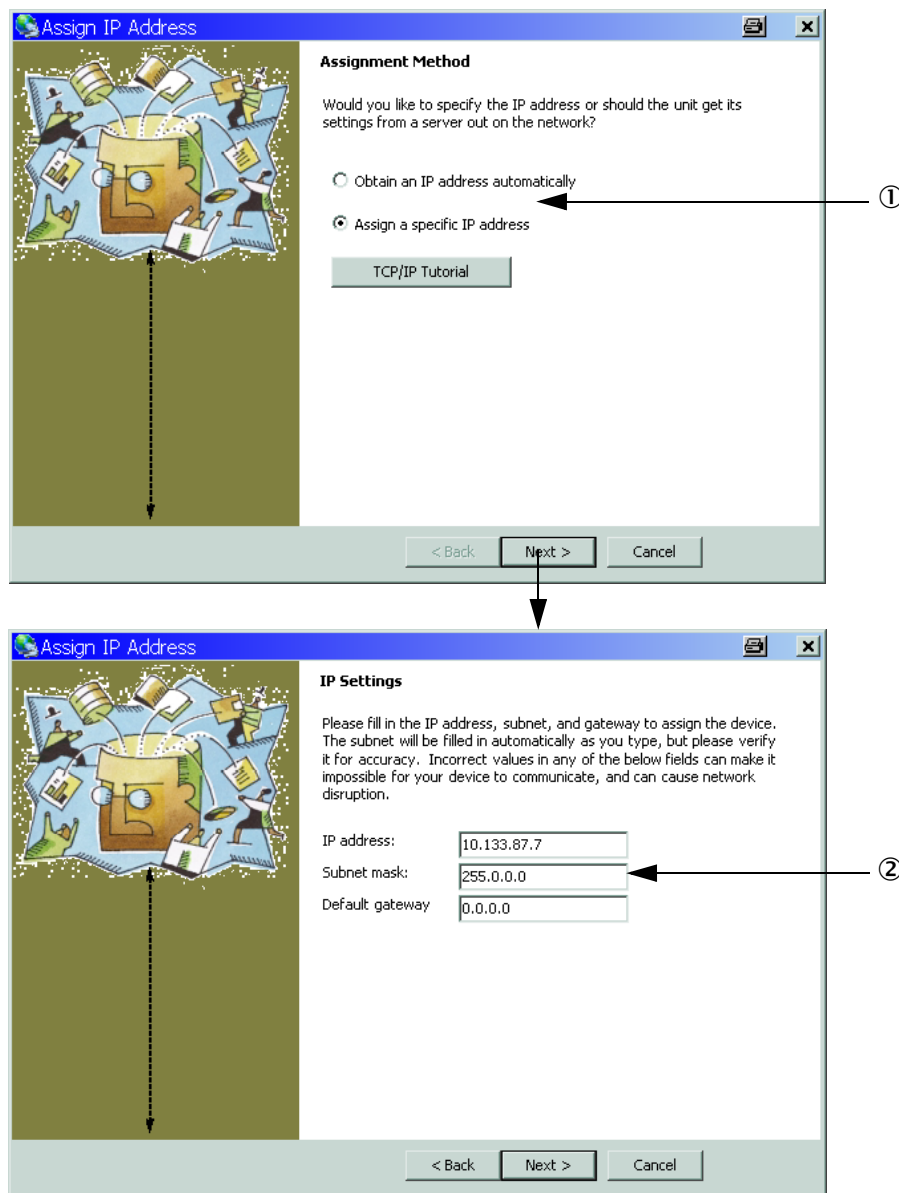 Assign IP Address
Assignment Method
Would you like to specify the IP address or should the unit get its
settings from a server out on the network?
Obtain an IP address automatically
①
Assign a specific IP address
TCP/IP Tutorial
< Back
Next >
Cancel
Assign IP Address
IP Settings
Please fill in the IP address, subnet, and gateway to assign the device.
The subnet will be filled in automatically as you type, but please verify
it for accuracy.  Incorrect values in any of the below fields can make it
impossible for your device to communicate, and can cause network
disruption.
IP address:
10.133.87.7
Subnet mask:
255.0.0.0
②
Default gateway
0.0.0.0
< Back
Next >
Cancel